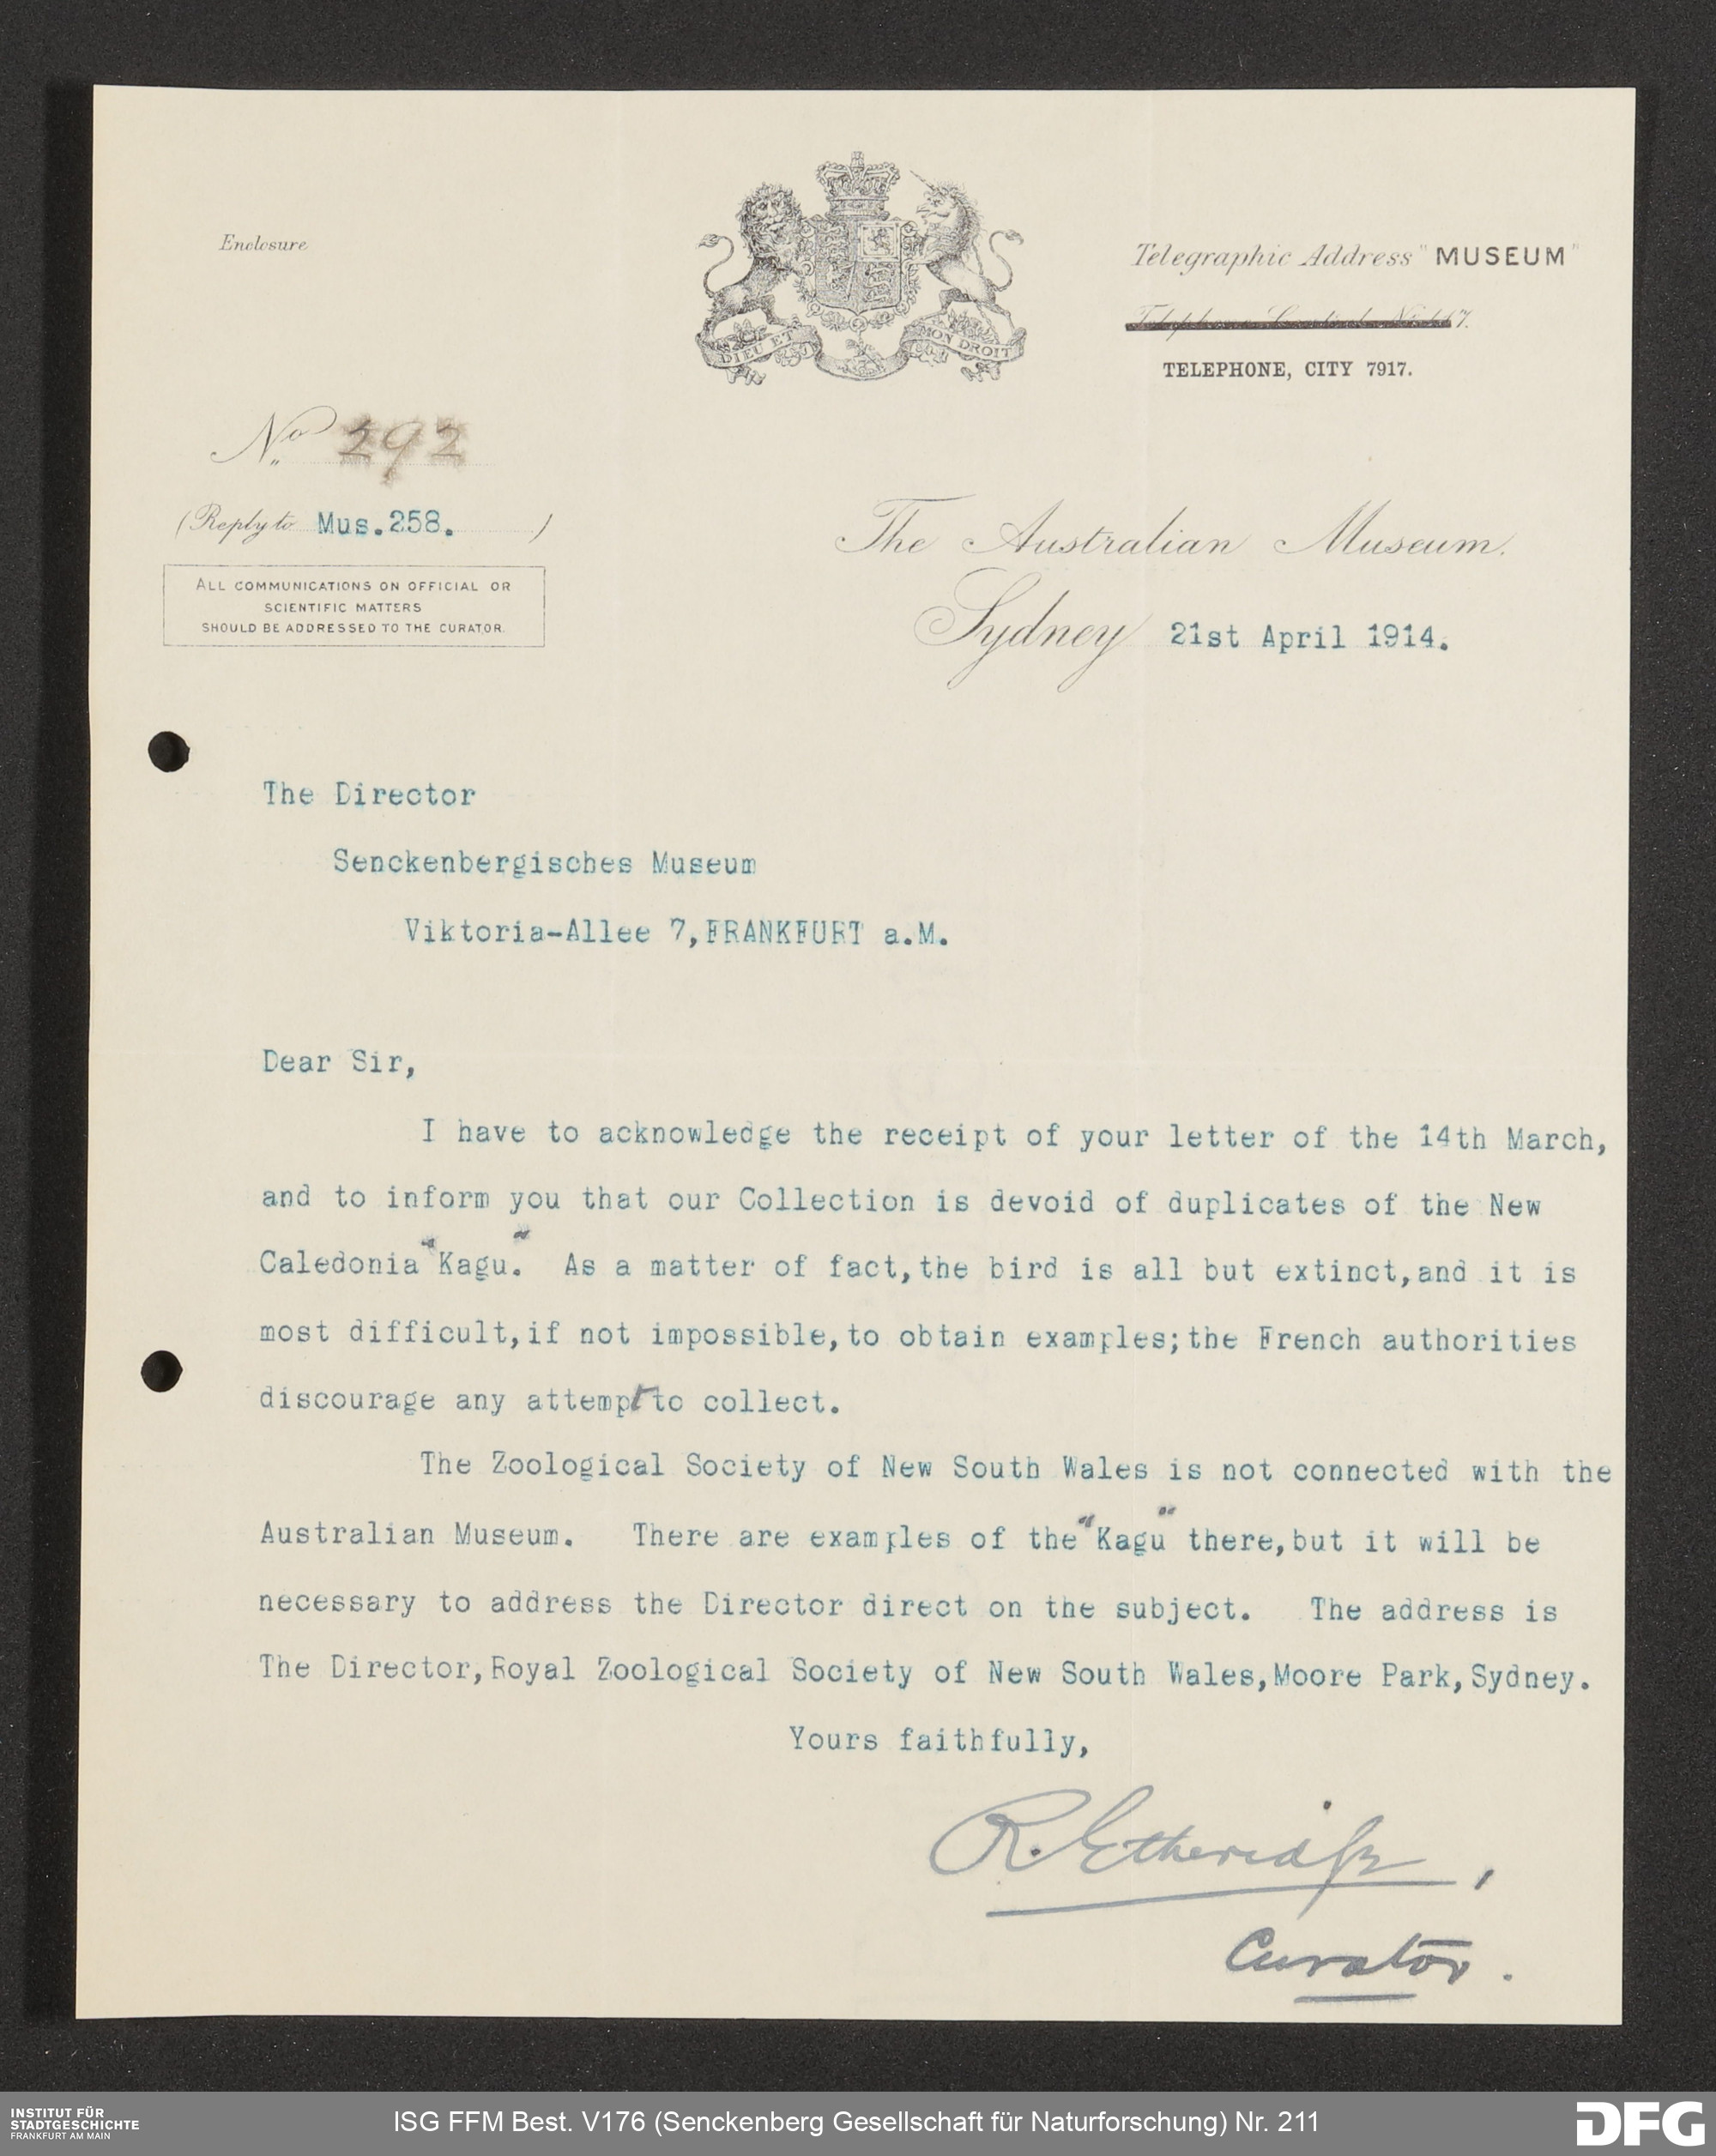 Enclosure
DIEU ET MON DROIT
Telegraphic Address "MUSEUM"
TELEPHONE, CITY 7917.
No. 292
(Reply to Mus.258. )
ALL COMMUNICATIONS ON OFFICIAL OR
SCIENTIFIC MATTERS
SHOULD BE ADDRESSED TO THE CURATOR.
The Australian Museum.
Sydney 21st April 1914.
The Director
Senckenbergisches Museum
Viktoria-Allee 7,FRANKFURT a.M.
Dear Sir,
I have to acknowledge the receipt of your letter of the 14th March,
and to inform you that our Collection is devoid of duplicates of the New
Caledonia "Kagu." As a matter of fact,the bird is all but extinct,and it is
most difficult,if not impossible,to obtain examples;the French authorities
discourage any attempt to collect.
The Zoological Society of New South Wales is not connected with the
Australian Museum. There are examples of the "Kagu" there,but it will be
necessary to address the Director direct on the subject. The address is
The Director,Royal Zoological Society of New South Wales,Moore Park,Sydney.
Yours faithfully,
R. Etheridge,
Curator.
INSTITUT FÜR
STADTGESCHICHTE
FRANKFURT AM MAIN
ISG FFM Best. V176 (Senckenberg Gesellschaft für Naturforschung) Nr. 211
DFG